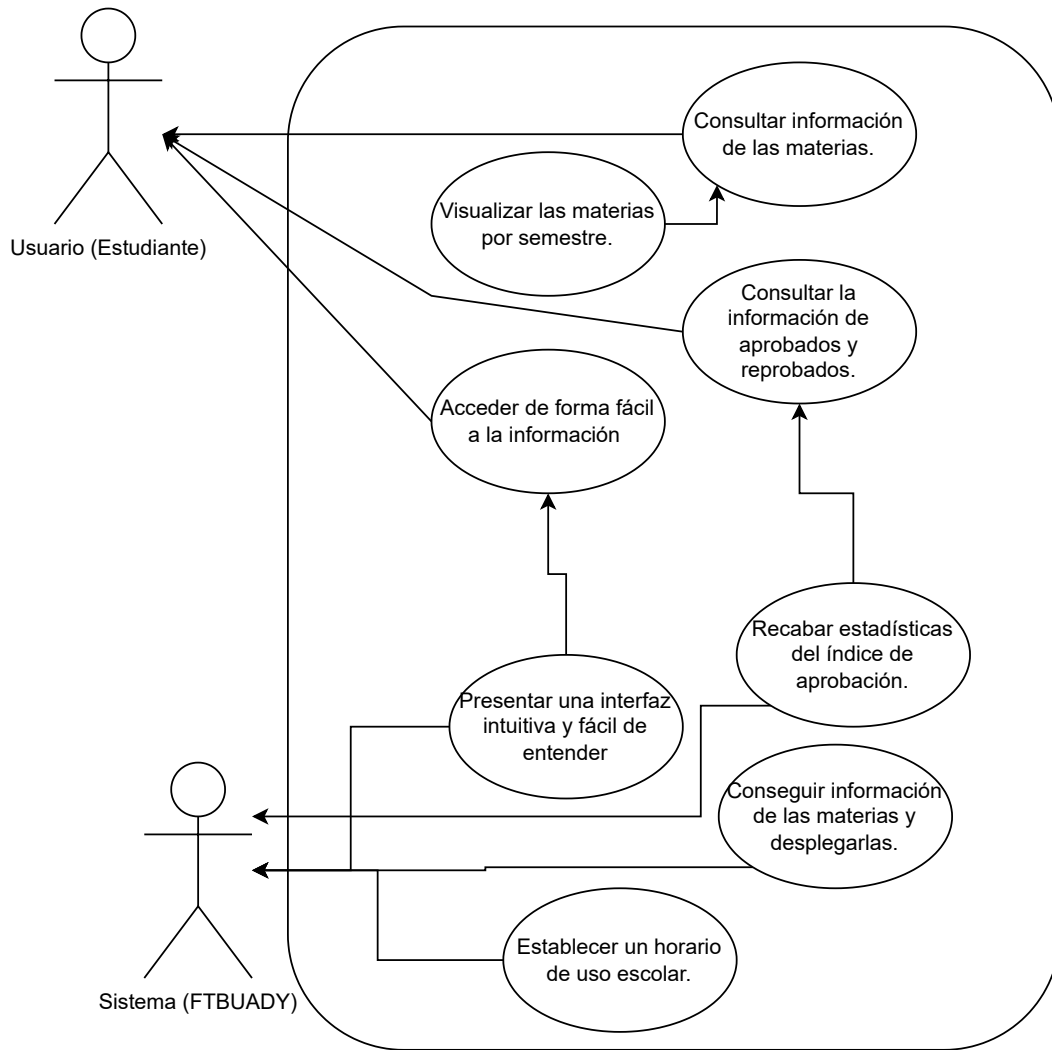 Consultar información
de las materias.
Visualizar las materias
por semestre.
Usuario (Estudiante)
Consultar la
información de
aprobados y
reprobados.
Acceder de forma fácil
a la información
Recabar estadísticas
del índice de
aprobación.
Presentar una interfaz
intuitiva y fácil de
entender
Conseguir información
de las materias y
desplegarlas.
Establecer un horario
de uso escolar.
Sistema (FTBUADY)